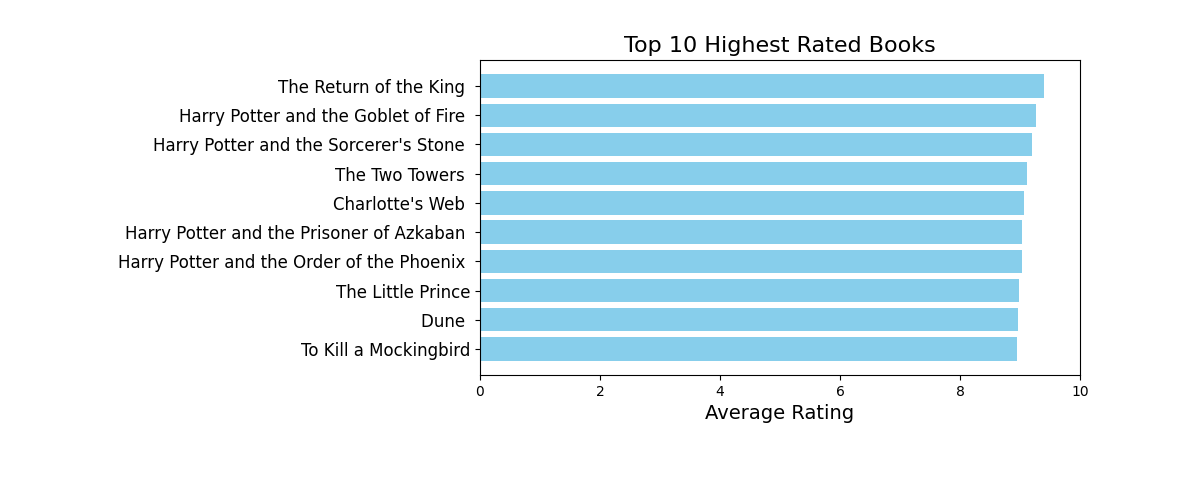 Top 10 Highest Rated Books
The Return of the King
Harry Potter and the Goblet of Fire
Harry Potter and the Sorcerer's Stone
The Two Towers
Charlotte's Web
Harry Potter and the Prisoner of Azkaban
Harry Potter and the Order of the Phoenix
The Little Prince
Dune
To Kill a Mockingbird
0 2 4 6 8 10
Average Rating